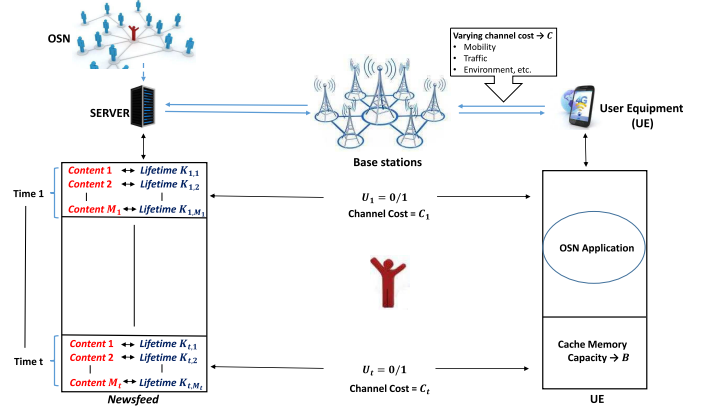 OSN
Varying channel cost → C
• Mobility
• Traffic
• Environment, etc.
SERVER
4G
User Equipment
(UE)
Base stations
Time 1
Content 1 ↔ Lifetime K₁,₁
Content 2 ↔ Lifetime K₁,₂
Content M₁ ↔ Lifetime K₁,M₁
U₁ = 0/1
Channel Cost = C₁
OSN Application
Time t
Content 1 ↔ Lifetime Kₜ,₁
Content 2 ↔ Lifetime Kₜ,₂
Content Mₜ ↔ Lifetime Kₜ,Mₜ
Uₜ = 0/1
Channel Cost = Cₜ
Cache Memory
Capacity → B
Newsfeed
UE